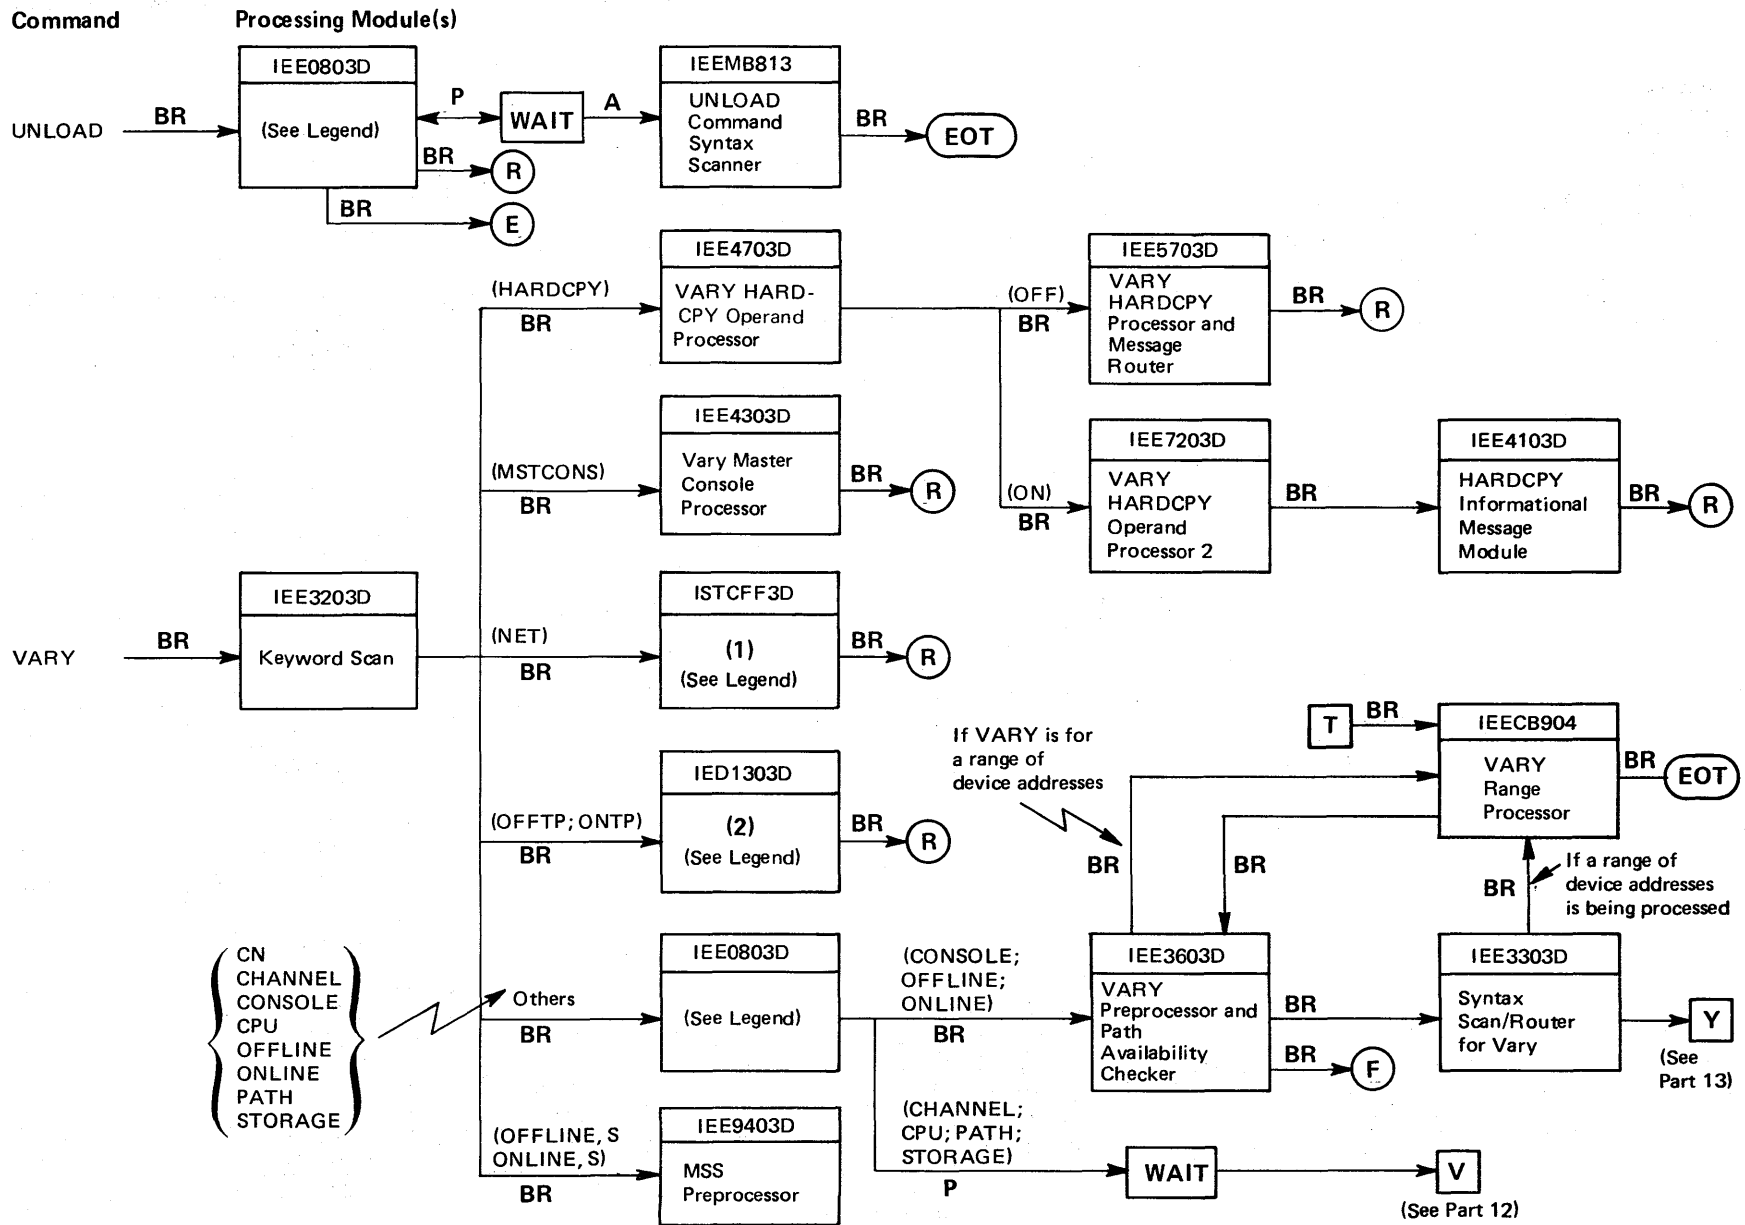 Command Processing Module(s)
IEE0803D
(See Legend)
IEEMB813
UNLOAD
Command
Syntax
Scanner
UNLOAD
BR
P
WAIT
A
BR
EOT
BR
R
BR
E
IEE4703D
VARY HARD-
CPY Operand
Processor
(HARDCPY)
BR
(OFF)
BR
IEE5703D
VARY
HARDCPY
Processor and
Message
Router
BR
R
IEE4303D
Vary Master
Console
Processor
(MSTCONS)
BR
BR
R
(ON)
BR
IEE7203D
VARY
HARDCPY
Operand
Processor 2
BR
IEE4103D
HARDCPY
Informational
Message
Module
BR
R
VARY
BR
IEE3203D
Keyword Scan
(NET)
BR
ISTCFF3D
(1)
(See Legend)
BR
R
(OFFTP; ONTP)
BR
IED1303D
(2)
(See Legend)
BR
R
If VARY is for
a range of
device addresses
T
BR
IEECB904
VARY
Range
Processor
BR
EOT
BR
BR
BR
If a range of
device addresses
is being processed
CN
CHANNEL
CONSOLE
CPU
OFFLINE
ONLINE
PATH
STORAGE
Others
BR
IEE0803D
(See Legend)
(CONSOLE;
OFFLINE;
ONLINE)
BR
IEE3603D
VARY
Preprocessor and
Path
Availability
Checker
BR
BR
F
IEE3303D
Syntax
Scan/Router
for Vary
Y
(See
Part 13)
(OFFLINE, S
ONLINE, S)
BR
IEE9403D
MSS
Preprocessor
(CHANNEL;
CPU; PATH;
STORAGE)
P
WAIT
V
(See Part 12)